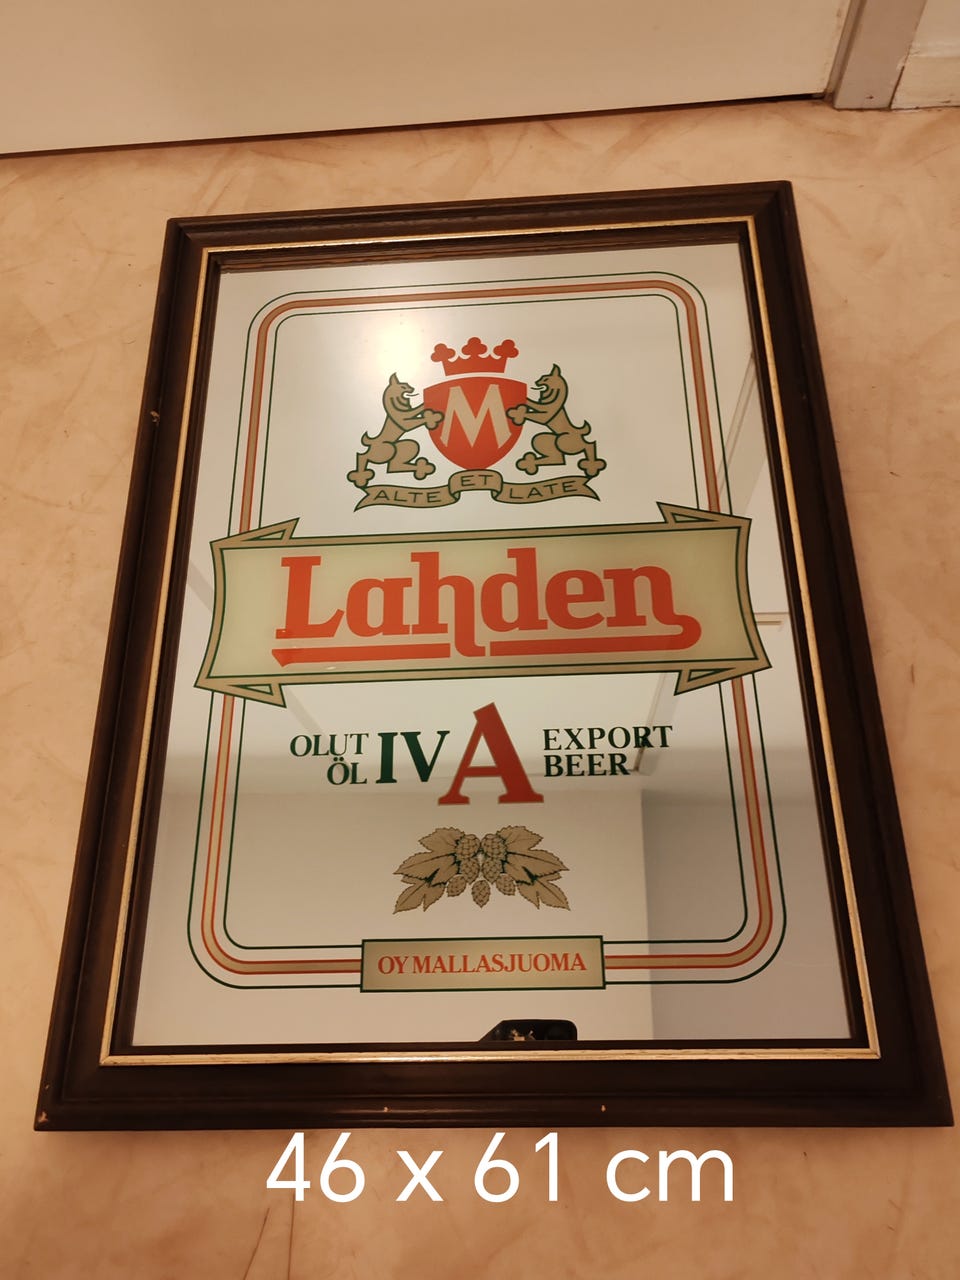 M
ALTE ET LATE
Lahden
OLUT ÖL IV A EXPORT BEER
OY MALLASJUOMA
46 x 61 cm